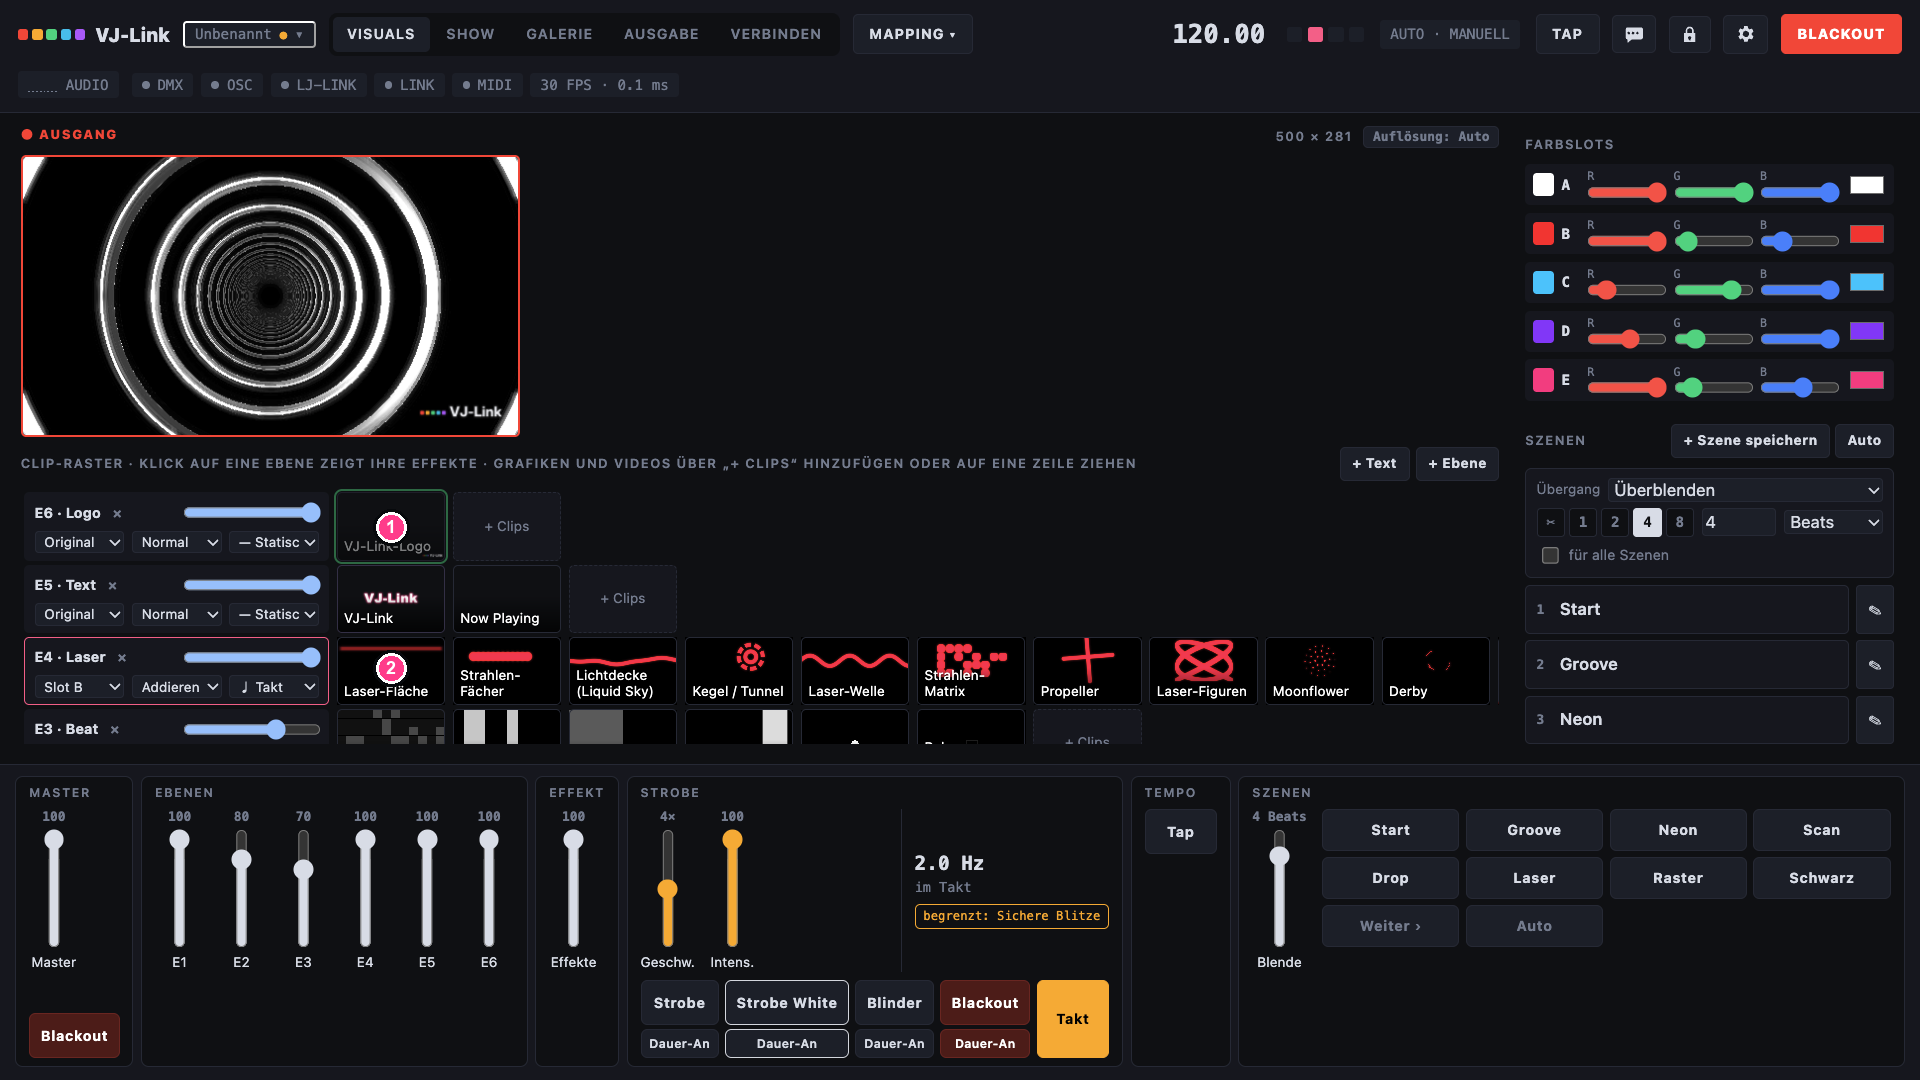 VJ-Link
Unbenannt
VISUALS
SHOW
GALERIE
AUSGABE
VERBINDEN
MAPPING
120.00
AUTO · MANUELL
TAP
BLACKOUT
AUDIO
DMX
OSC
LJ-LINK
LINK
MIDI
30 FPS · 0.1 ms
AUSGANG
500 × 281
Auflösung: Auto
VJ-Link
CLIP-RASTER · KLICK AUF EINE EBENE ZEIGT IHRE EFFEKTE · GRAFIKEN UND VIDEOS ÜBER „+ CLIPS“ HINZUFÜGEN ODER AUF EINE ZEILE ZIEHEN
+ Text
+ Ebene
E6 · Logo ×
Original
Normal
— Statisc
1
VJ-Link-Logo
+ Clips
E5 · Text ×
Original
Normal
— Statisc
VJ-Link
VJ-Link
Now Playing
+ Clips
E4 · Laser ×
Slot B
Addieren
♩ Takt
2
Laser-Fläche
Strahlen-
Fächer
Lichtdecke
(Liquid Sky)
Kegel / Tunnel
Laser-Welle
Strahlen-
Matrix
Propeller
Laser-Figuren
Moonflower
Derby
E3 · Beat ×
+ Clips
FARBSLOTS
A
R
G
B
B
R
G
B
C
R
G
B
D
R
G
B
E
R
G
B
SZENEN
+ Szene speichern
Auto
Übergang
Überblenden
1
2
4
8
4
Beats
für alle Szenen
1 Start
2 Groove
3 Neon
MASTER
100
Master
Blackout
EBENEN
100
80
70
100
100
100
E1
E2
E3
E4
E5
E6
EFFEKT
100
Effekte
STROBE
4×
100
Geschw.
Intens.
2.0 Hz
im Takt
begrenzt: Sichere Blitze
Strobe
Strobe White
Blinder
Blackout
Takt
Dauer-An
Dauer-An
Dauer-An
Dauer-An
TEMPO
Tap
SZENEN
4 Beats
Blende
Start
Groove
Neon
Scan
Drop
Laser
Raster
Schwarz
Weiter ›
Auto